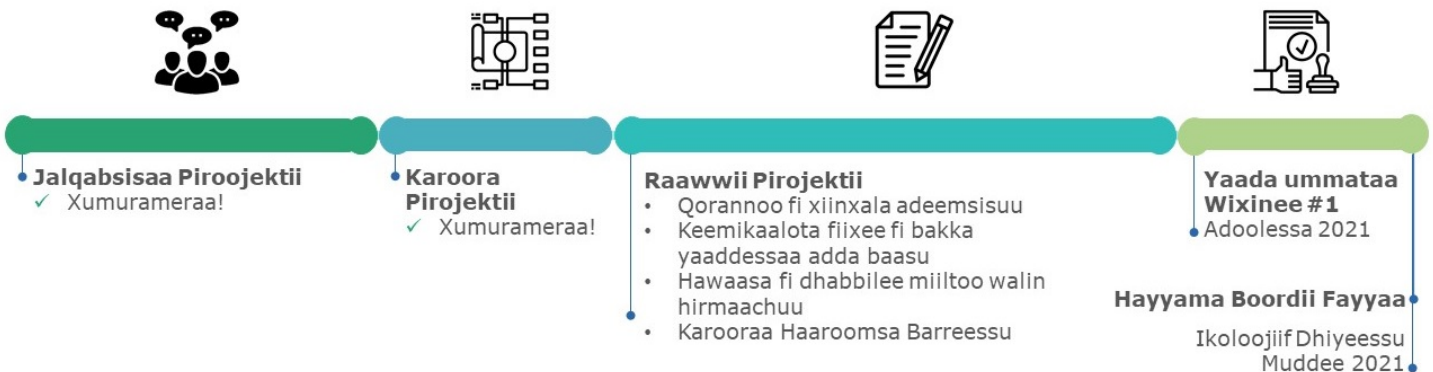 Jalqabsisaa Piroojektii
✓ Xumurameraa!
Karoora
Pirojektii
✓ Xumurameraa!
Raawwii Pirojektii
• Qorannoo fi xiinxala adeemsisuu
• Keemikaalota fiixee fi bakka
yaaddessaa adda baasu
• Hawaasa fi dhabbilee miiltoo walin
hirmaachuu
• Karooraa Haaroomsa Barreessu
Yaada ummataa
Wixinee #1
Adoolessa 2021
Hayyama Boordii Fayyaa
Ikoloojiif Dhiyeessu
Muddee 2021